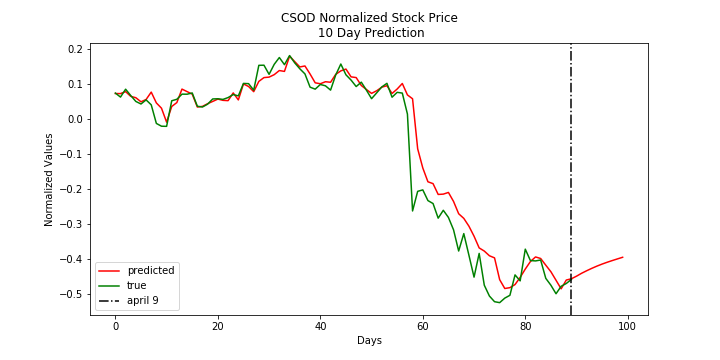 CSOD Normalized Stock Price
10 Day Prediction
Normalized Values
0.2
0.1
0.0
−0.1
−0.2
−0.3
−0.4
−0.5
predicted
true
april 9
0 20 40 60 80 100
Days